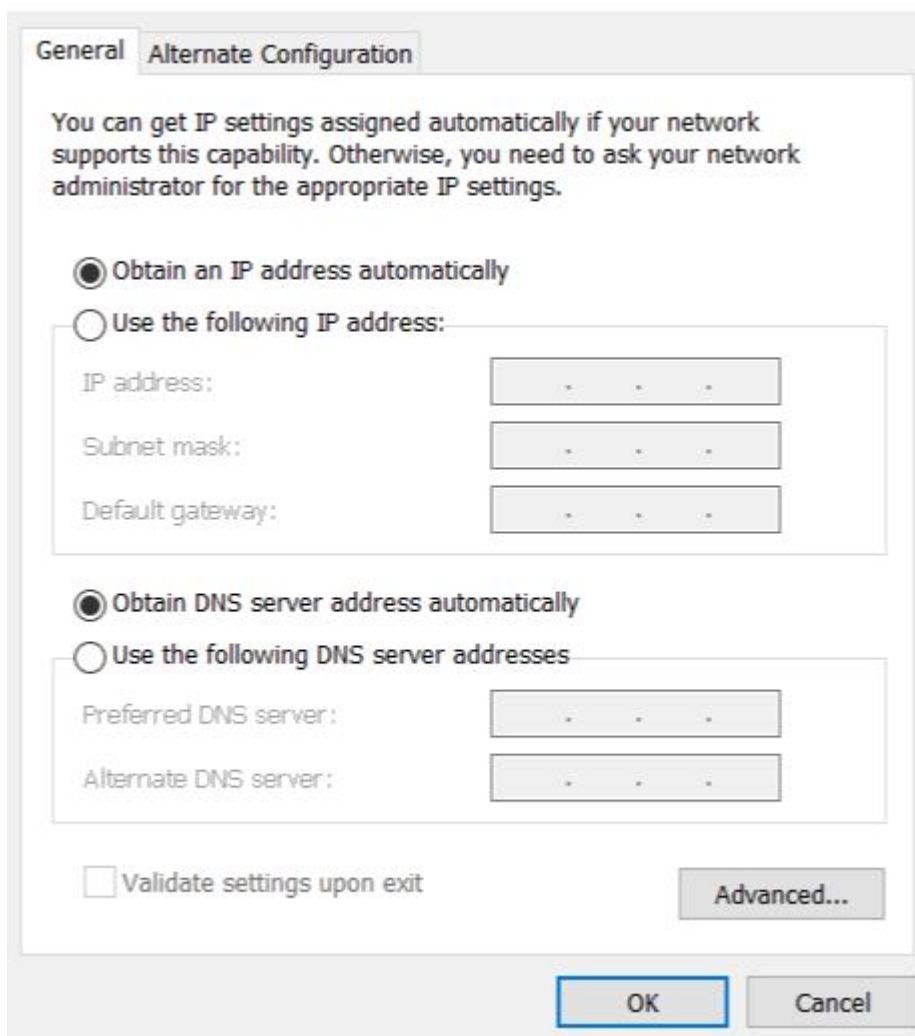 General
Alternate Configuration
You can get IP settings assigned automatically if your network
supports this capability. Otherwise, you need to ask your network
administrator for the appropriate IP settings.
Obtain an IP address automatically
Use the following IP address:
IP address:
. . .
Subnet mask:
. . .
Default gateway:
. . .
Obtain DNS server address automatically
Use the following DNS server addresses
Preferred DNS server:
. . .
Alternate DNS server:
. . .
Validate settings upon exit
Advanced...
OK
Cancel